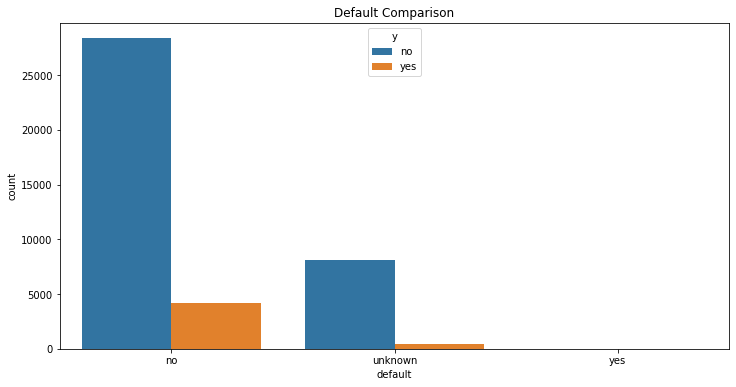 Default Comparison
y
no
yes
25000
20000
15000
10000
5000
0
count
no unknown yes
default